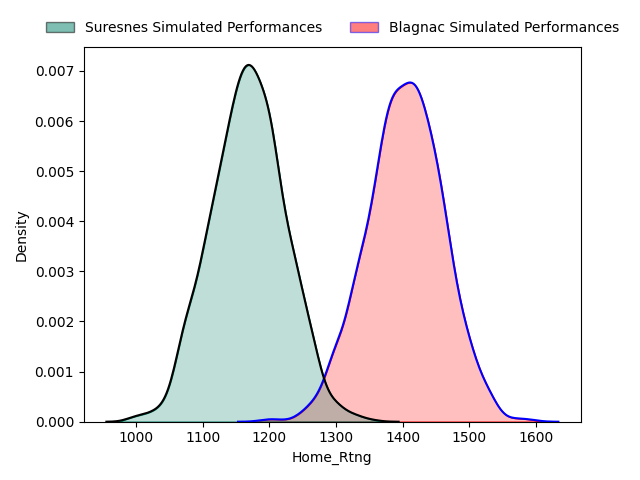 Suresnes Simulated Performances Blagnac Simulated Performances
0.007
0.006
0.005
0.004
0.003
0.002
0.001
0.000
Density
1000 1100 1200 1300 1400 1500 1600
Home_Rtng